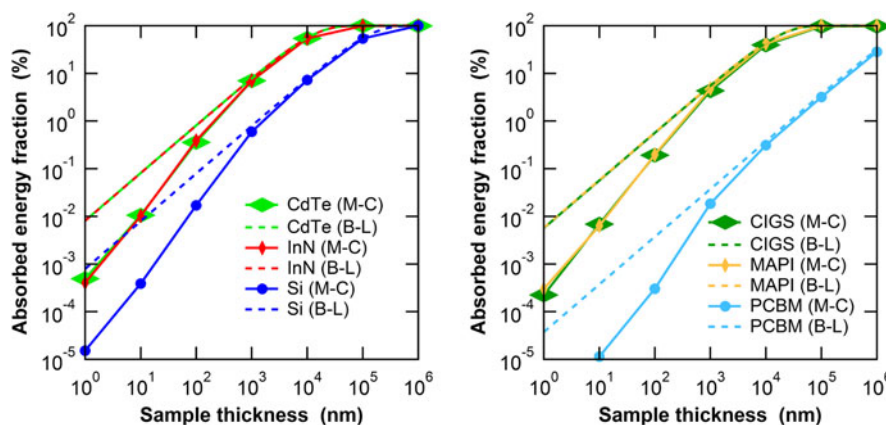 Absorbed energy fraction (%)
10²
10¹
10⁰
10⁻¹
10⁻²
10⁻³
10⁻⁴
10⁻⁵
CdTe (M-C)
CdTe (B-L)
InN (M-C)
InN (B-L)
Si (M-C)
Si (B-L)
10⁰ 10¹ 10² 10³ 10⁴ 10⁵ 10⁶
Sample thickness (nm)
Absorbed energy fraction (%)
10²
10¹
10⁰
10⁻¹
10⁻²
10⁻³
10⁻⁴
10⁻⁵
CIGS (M-C)
CIGS (B-L)
MAPI (M-C)
MAPI (B-L)
PCBM (M-C)
PCBM (B-L)
10⁰ 10¹ 10² 10³ 10⁴ 10⁵ 10⁶
Sample thickness (nm)